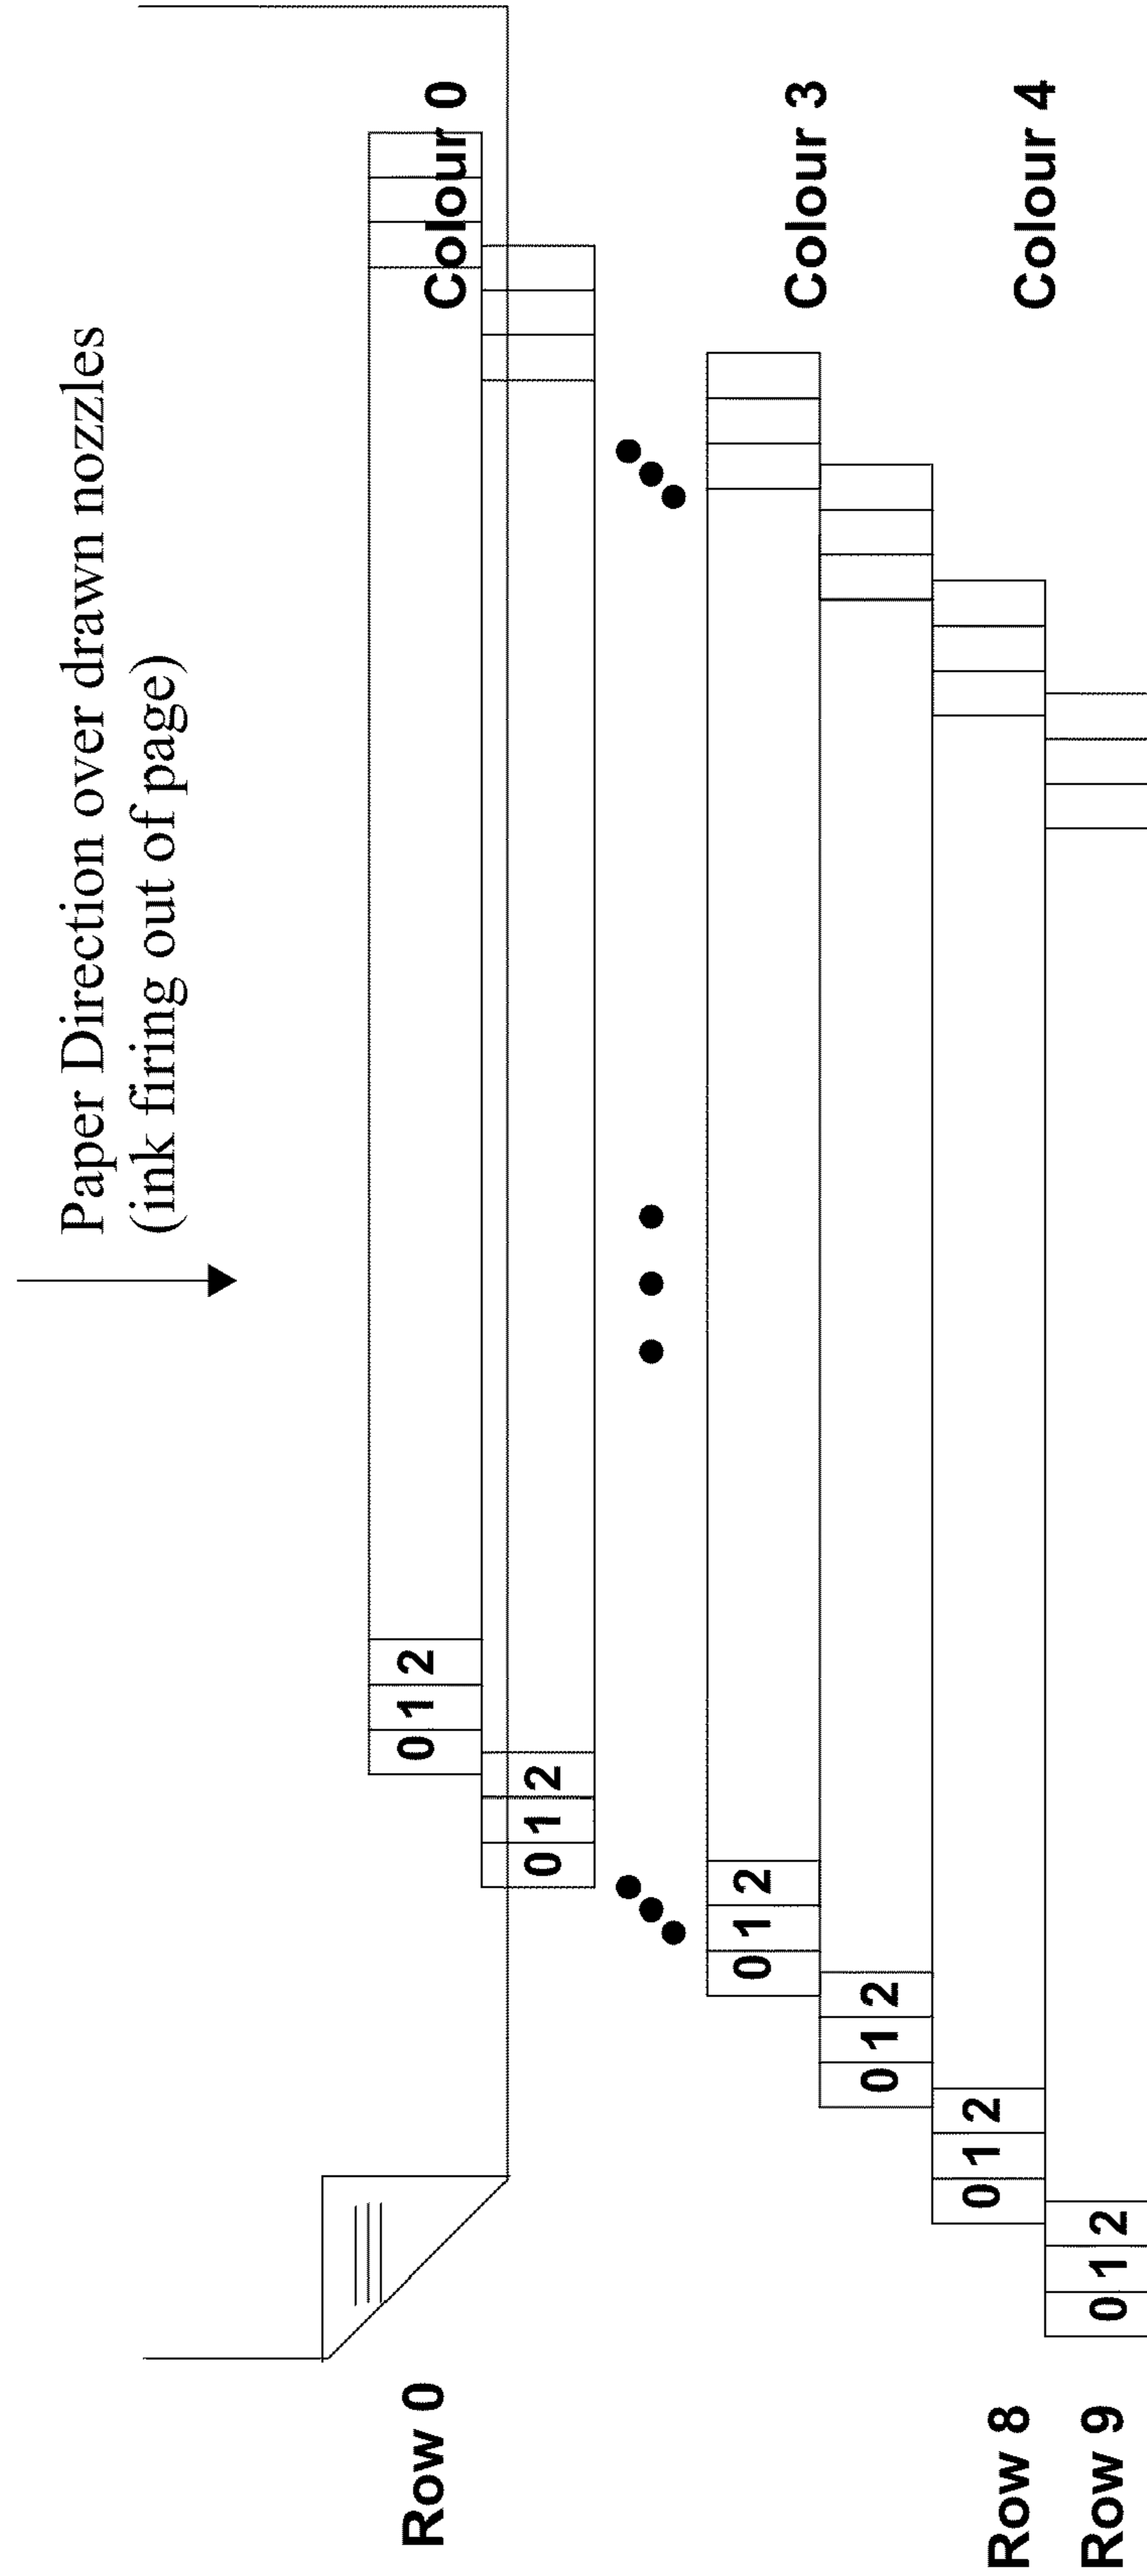 Paper Direction over drawn nozzles
(ink firing out of page)
Row 0
0 1 2
Colour 0
0 1 2
0 1 2
Colour 3
0 1 2
Row 8
0 1 2
Colour 4
Row 9
0 1 2